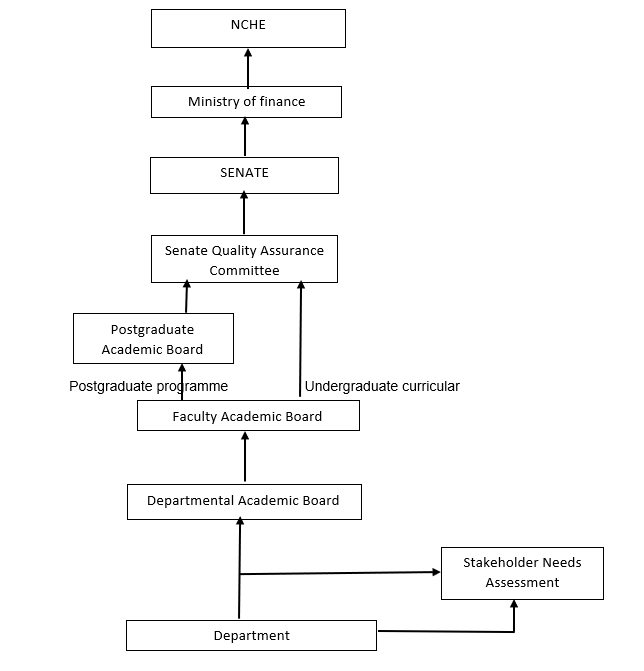 NCHE
Ministry of finance
SENATE
Senate Quality Assurance
Committee
Postgraduate
Academic Board
Postgraduate programme
Undergraduate curricular
Faculty Academic Board
Departmental Academic Board
Stakeholder Needs
Assessment
Department